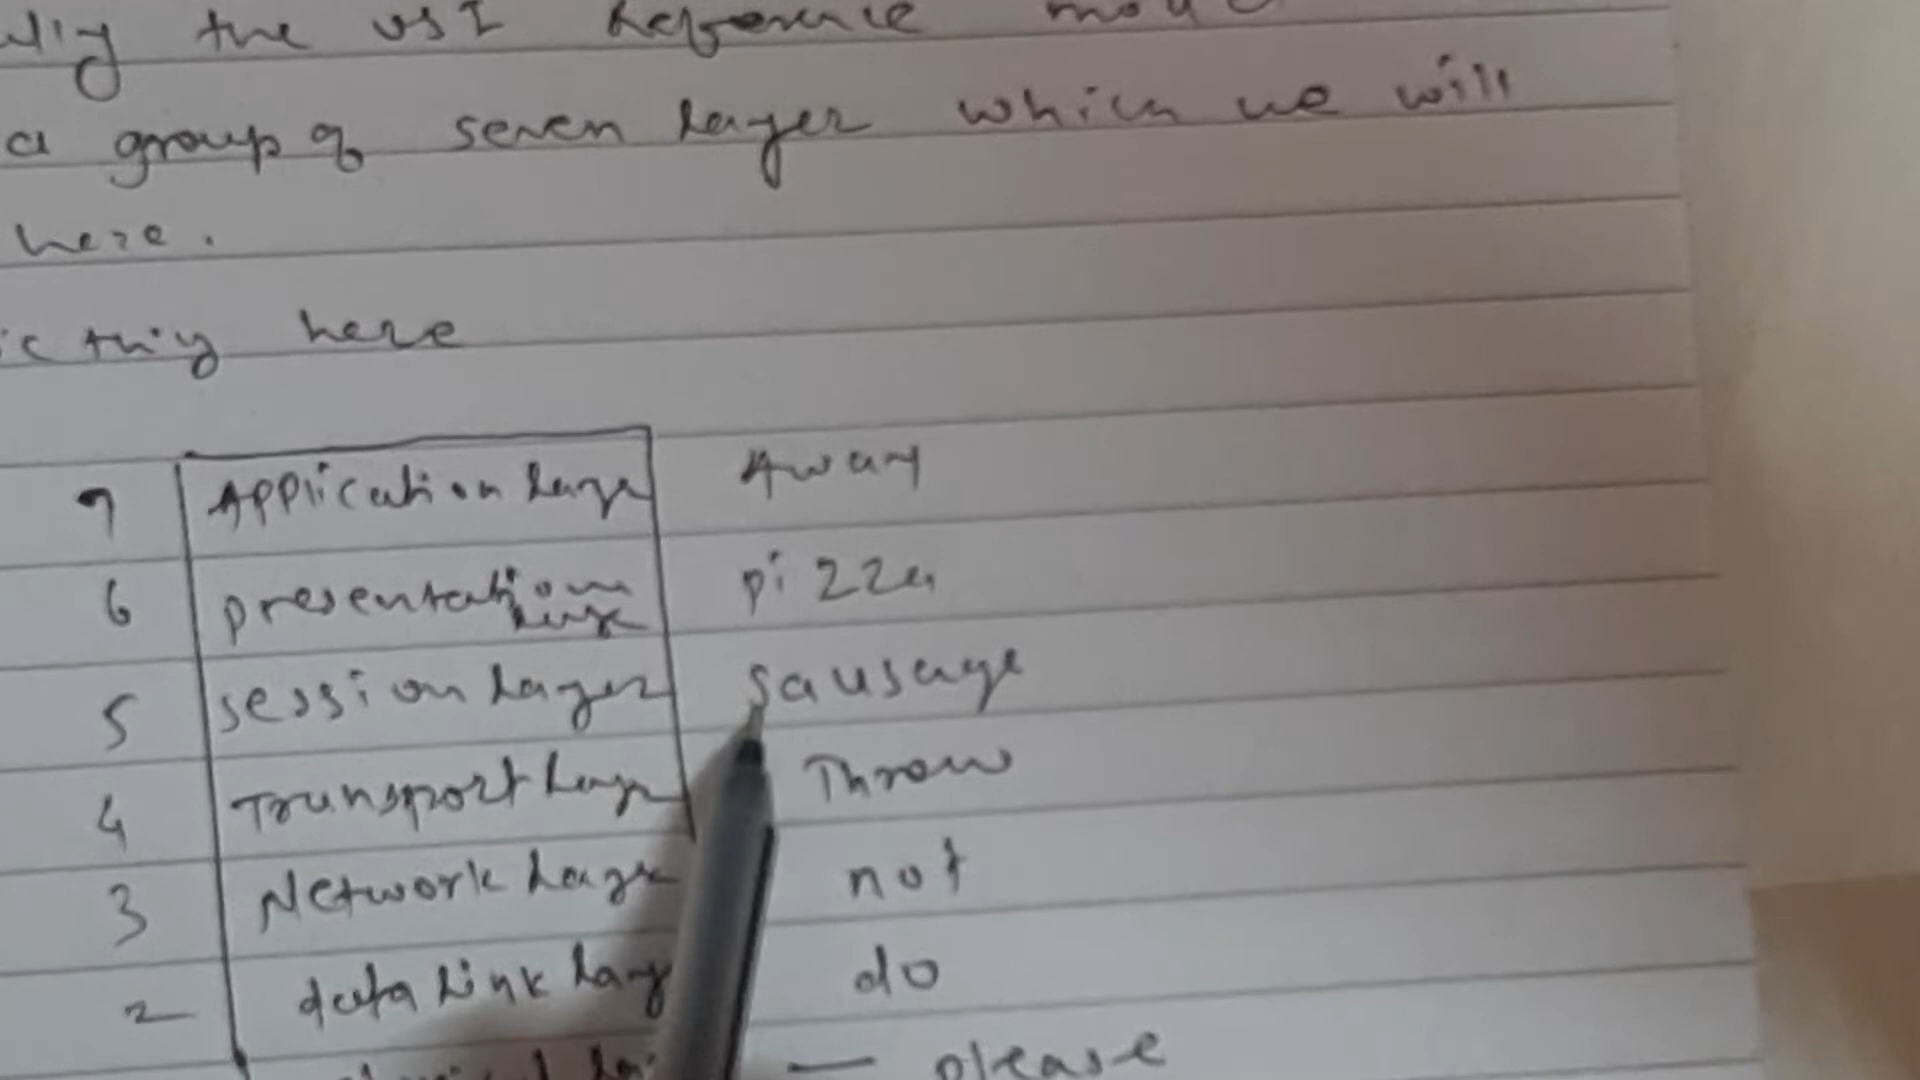 the OSI Reference
a group of seven layer which we will
here.
here
7 Application layer Away
6 presentation layer pizza
5 session layer Sausage
4 Transport layer Throw
3 Network layer not
2 data link layer do
— please